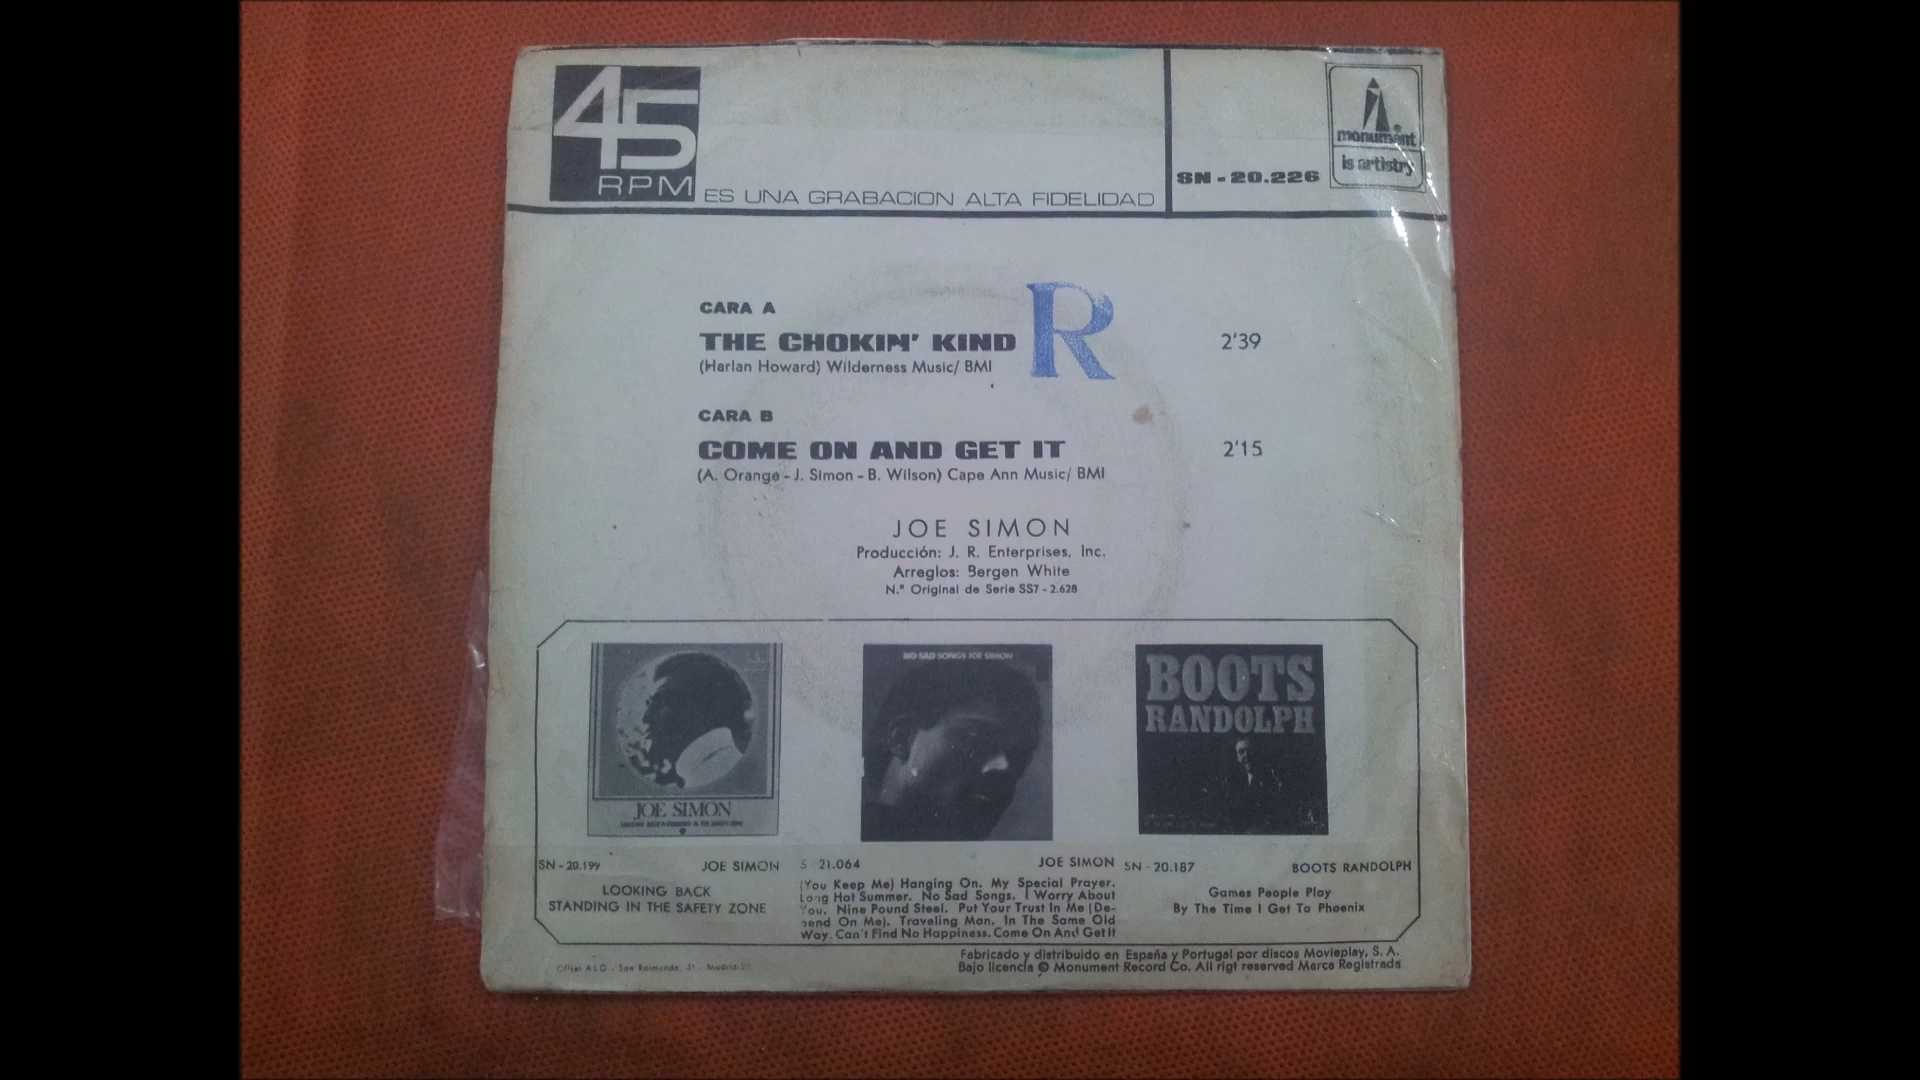 45
RPM
ES UNA GRABACION ALTA FIDELIDAD
SN - 20.226
monument
is artistry
CARA A
THE CHOKIN' KIND
2'39
(Harlan Howard) Wilderness Music/ BMI
R
CARA B
COME ON AND GET IT
2'15
(A. Orange - J. Simon - B. Wilson) Cape Ann Music/ BMI
JOE SIMON
Producción: J. R. Enterprises, Inc.
Arreglos: Bergen White
N.º Original de Serie SS7 - 2.628
JOE SIMON
NO SAD SONGS JOE SIMON
BOOTS
RANDOLPH
SN - 20.199 JOE SIMON
LOOKING BACK
STANDING IN THE SAFETY ZONE
S 21.064 JOE SIMON
(You Keep Me) Hanging On. My Special Prayer.
Long Hot Summer. No Sad Songs. I Worry About
You. Nine Pound Steel. Put Your Trust In Me (De-
pend On Me). Traveling Man. In The Same Old
Way. Can't Find No Happiness. Come On And Get It
SN - 20.187 BOOTS RANDOLPH
Games People Play
By The Time I Get To Phoenix
Fabricado y distribuido en España y Portugal por discos Movieplay, S. A.
Bajo licencia © Monument Record Co. All rigt reserved Marca Registrada
Offset ALO - San Raimundo, 31 - Madrid-20